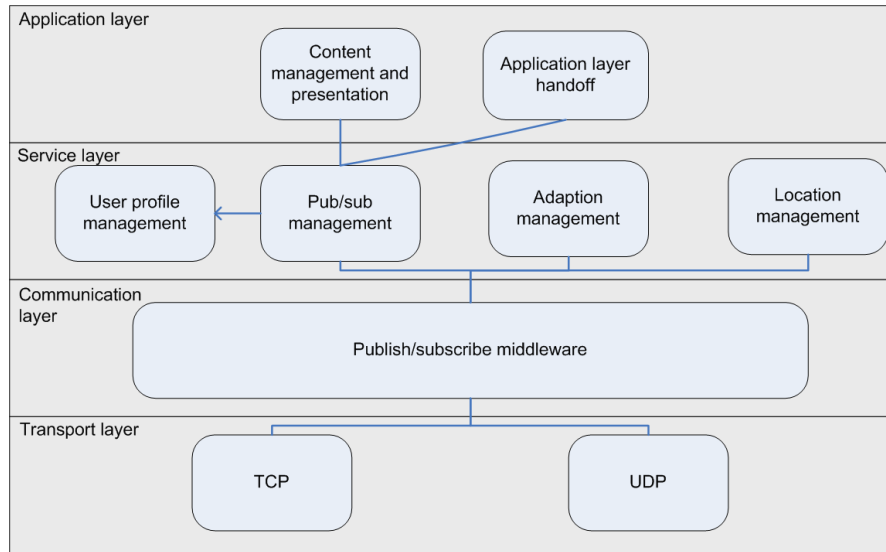 Application layer
Content
management and
presentation
Application layer
handoff
Service layer
User profile
management
Pub/sub
management
Adaption
management
Location
management
Communication
layer
Publish/subscribe middleware
Transport layer
TCP
UDP